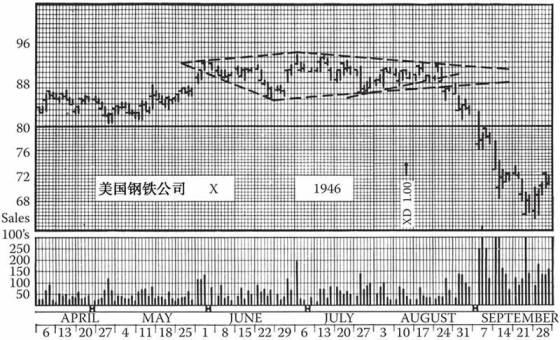 96
88
80
76
72
68
美国钢铁公司 X
1946
XD 1.00
Sales
100's
250
200
150
100
50
APRIL MAY JUNE JULY AUGUST SEPTEMBER
6 13 20 27 4 11 18 25 1 8 15 22 29 6 13 20 27 3 10 17 24 31 7 14 21 28